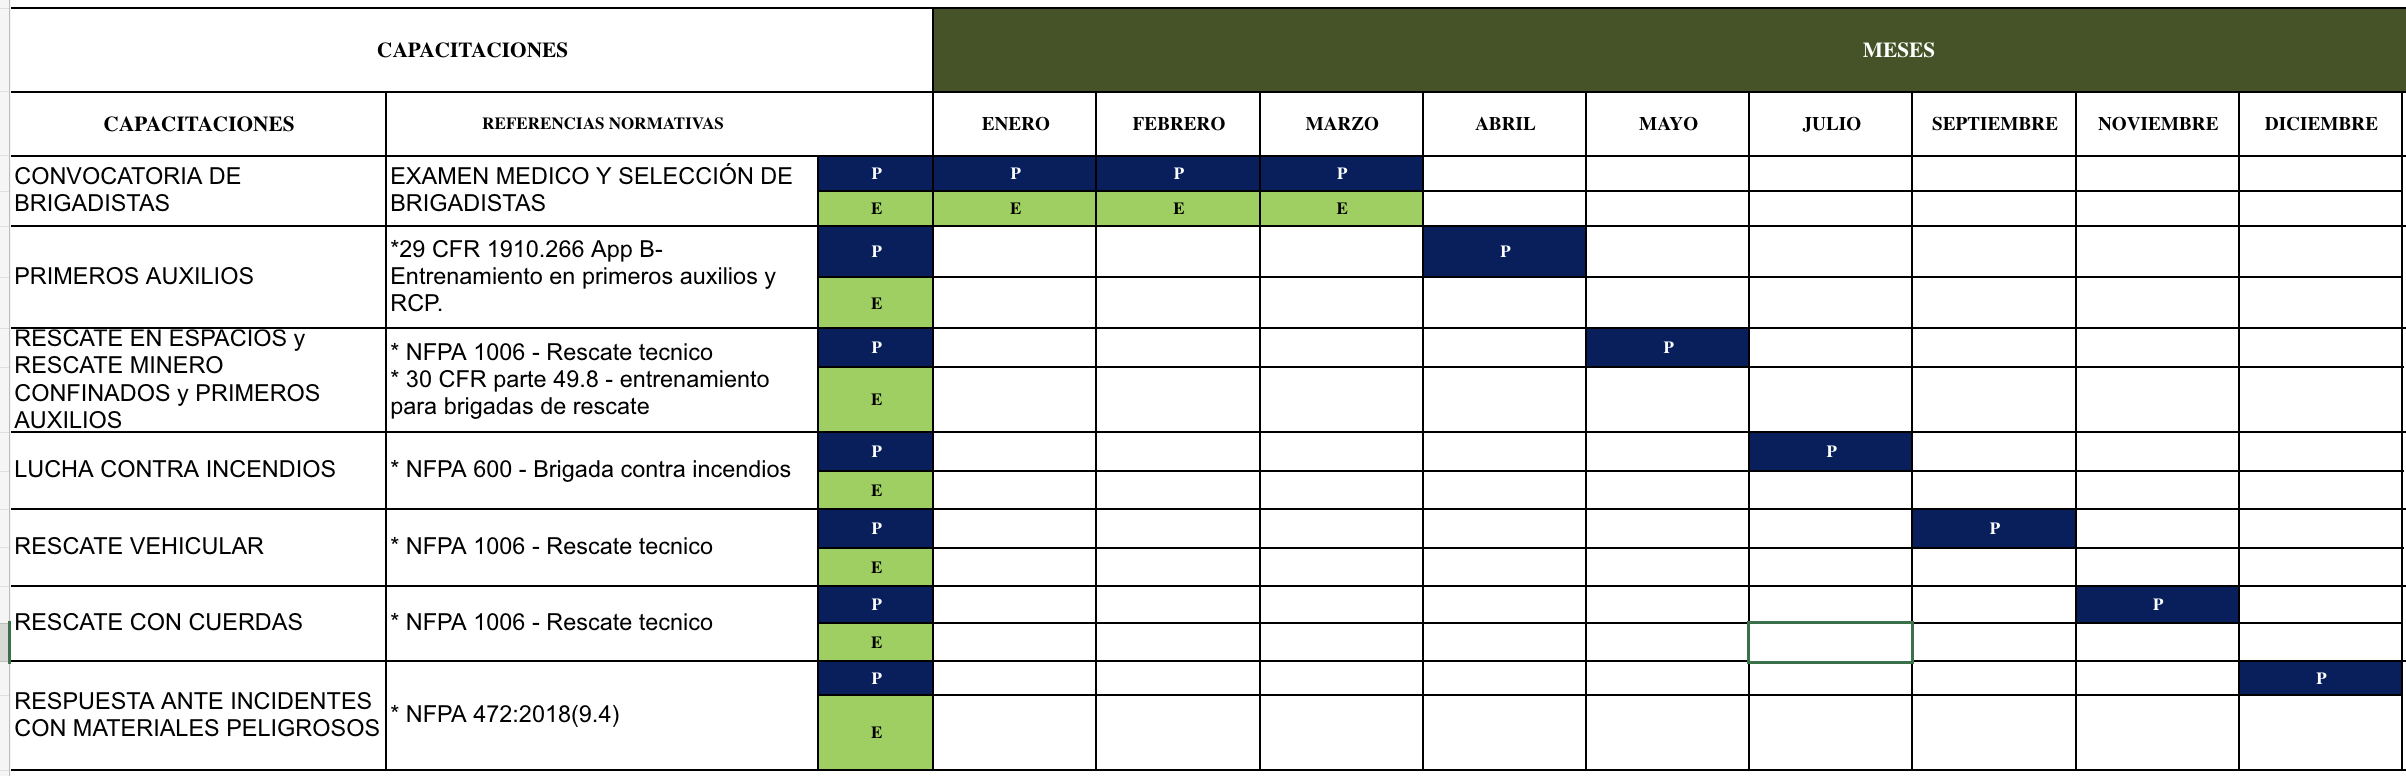 CAPACITACIONES
MESES
CAPACITACIONES
REFERENCIAS NORMATIVAS
ENERO
FEBRERO
MARZO
ABRIL
MAYO
JULIO
SEPTIEMBRE
NOVIEMBRE
DICIEMBRE
CONVOCATORIA DE
BRIGADISTAS
EXAMEN MEDICO Y SELECCIÓN DE
BRIGADISTAS
P
P
P
P
E
E
E
E
PRIMEROS AUXILIOS
*29 CFR 1910.266 App B-
Entrenamiento en primeros auxilios y
RCP.
P
P
E
RESCATE EN ESPACIOS y
RESCATE MINERO
CONFINADOS y PRIMEROS
AUXILIOS
* NFPA 1006 - Rescate tecnico
* 30 CFR parte 49.8 - entrenamiento
para brigadas de rescate
P
P
E
LUCHA CONTRA INCENDIOS
* NFPA 600 - Brigada contra incendios
P
P
E
RESCATE VEHICULAR
* NFPA 1006 - Rescate tecnico
P
P
E
RESCATE CON CUERDAS
* NFPA 1006 - Rescate tecnico
P
P
E
RESPUESTA ANTE INCIDENTES
CON MATERIALES PELIGROSOS
* NFPA 472:2018(9.4)
P
P
E